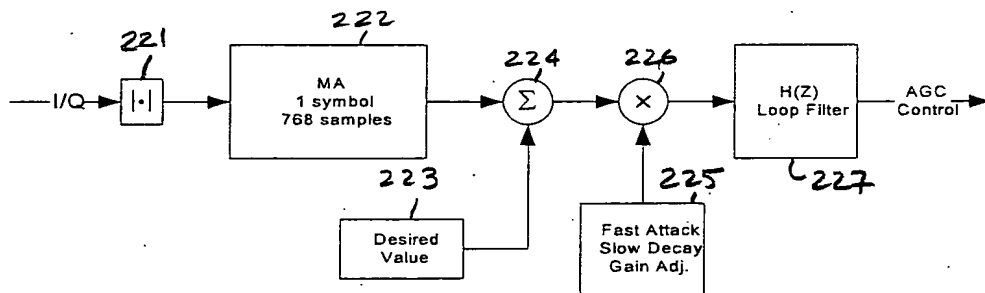 221
222
224
226
I/Q
|•|
MA
1 symbol
768 samples
Σ
×
H(Z)
Loop Filter
AGC
Control
223
225
227
Desired
Value
Fast Attack
Slow Decay
Gain Adj.